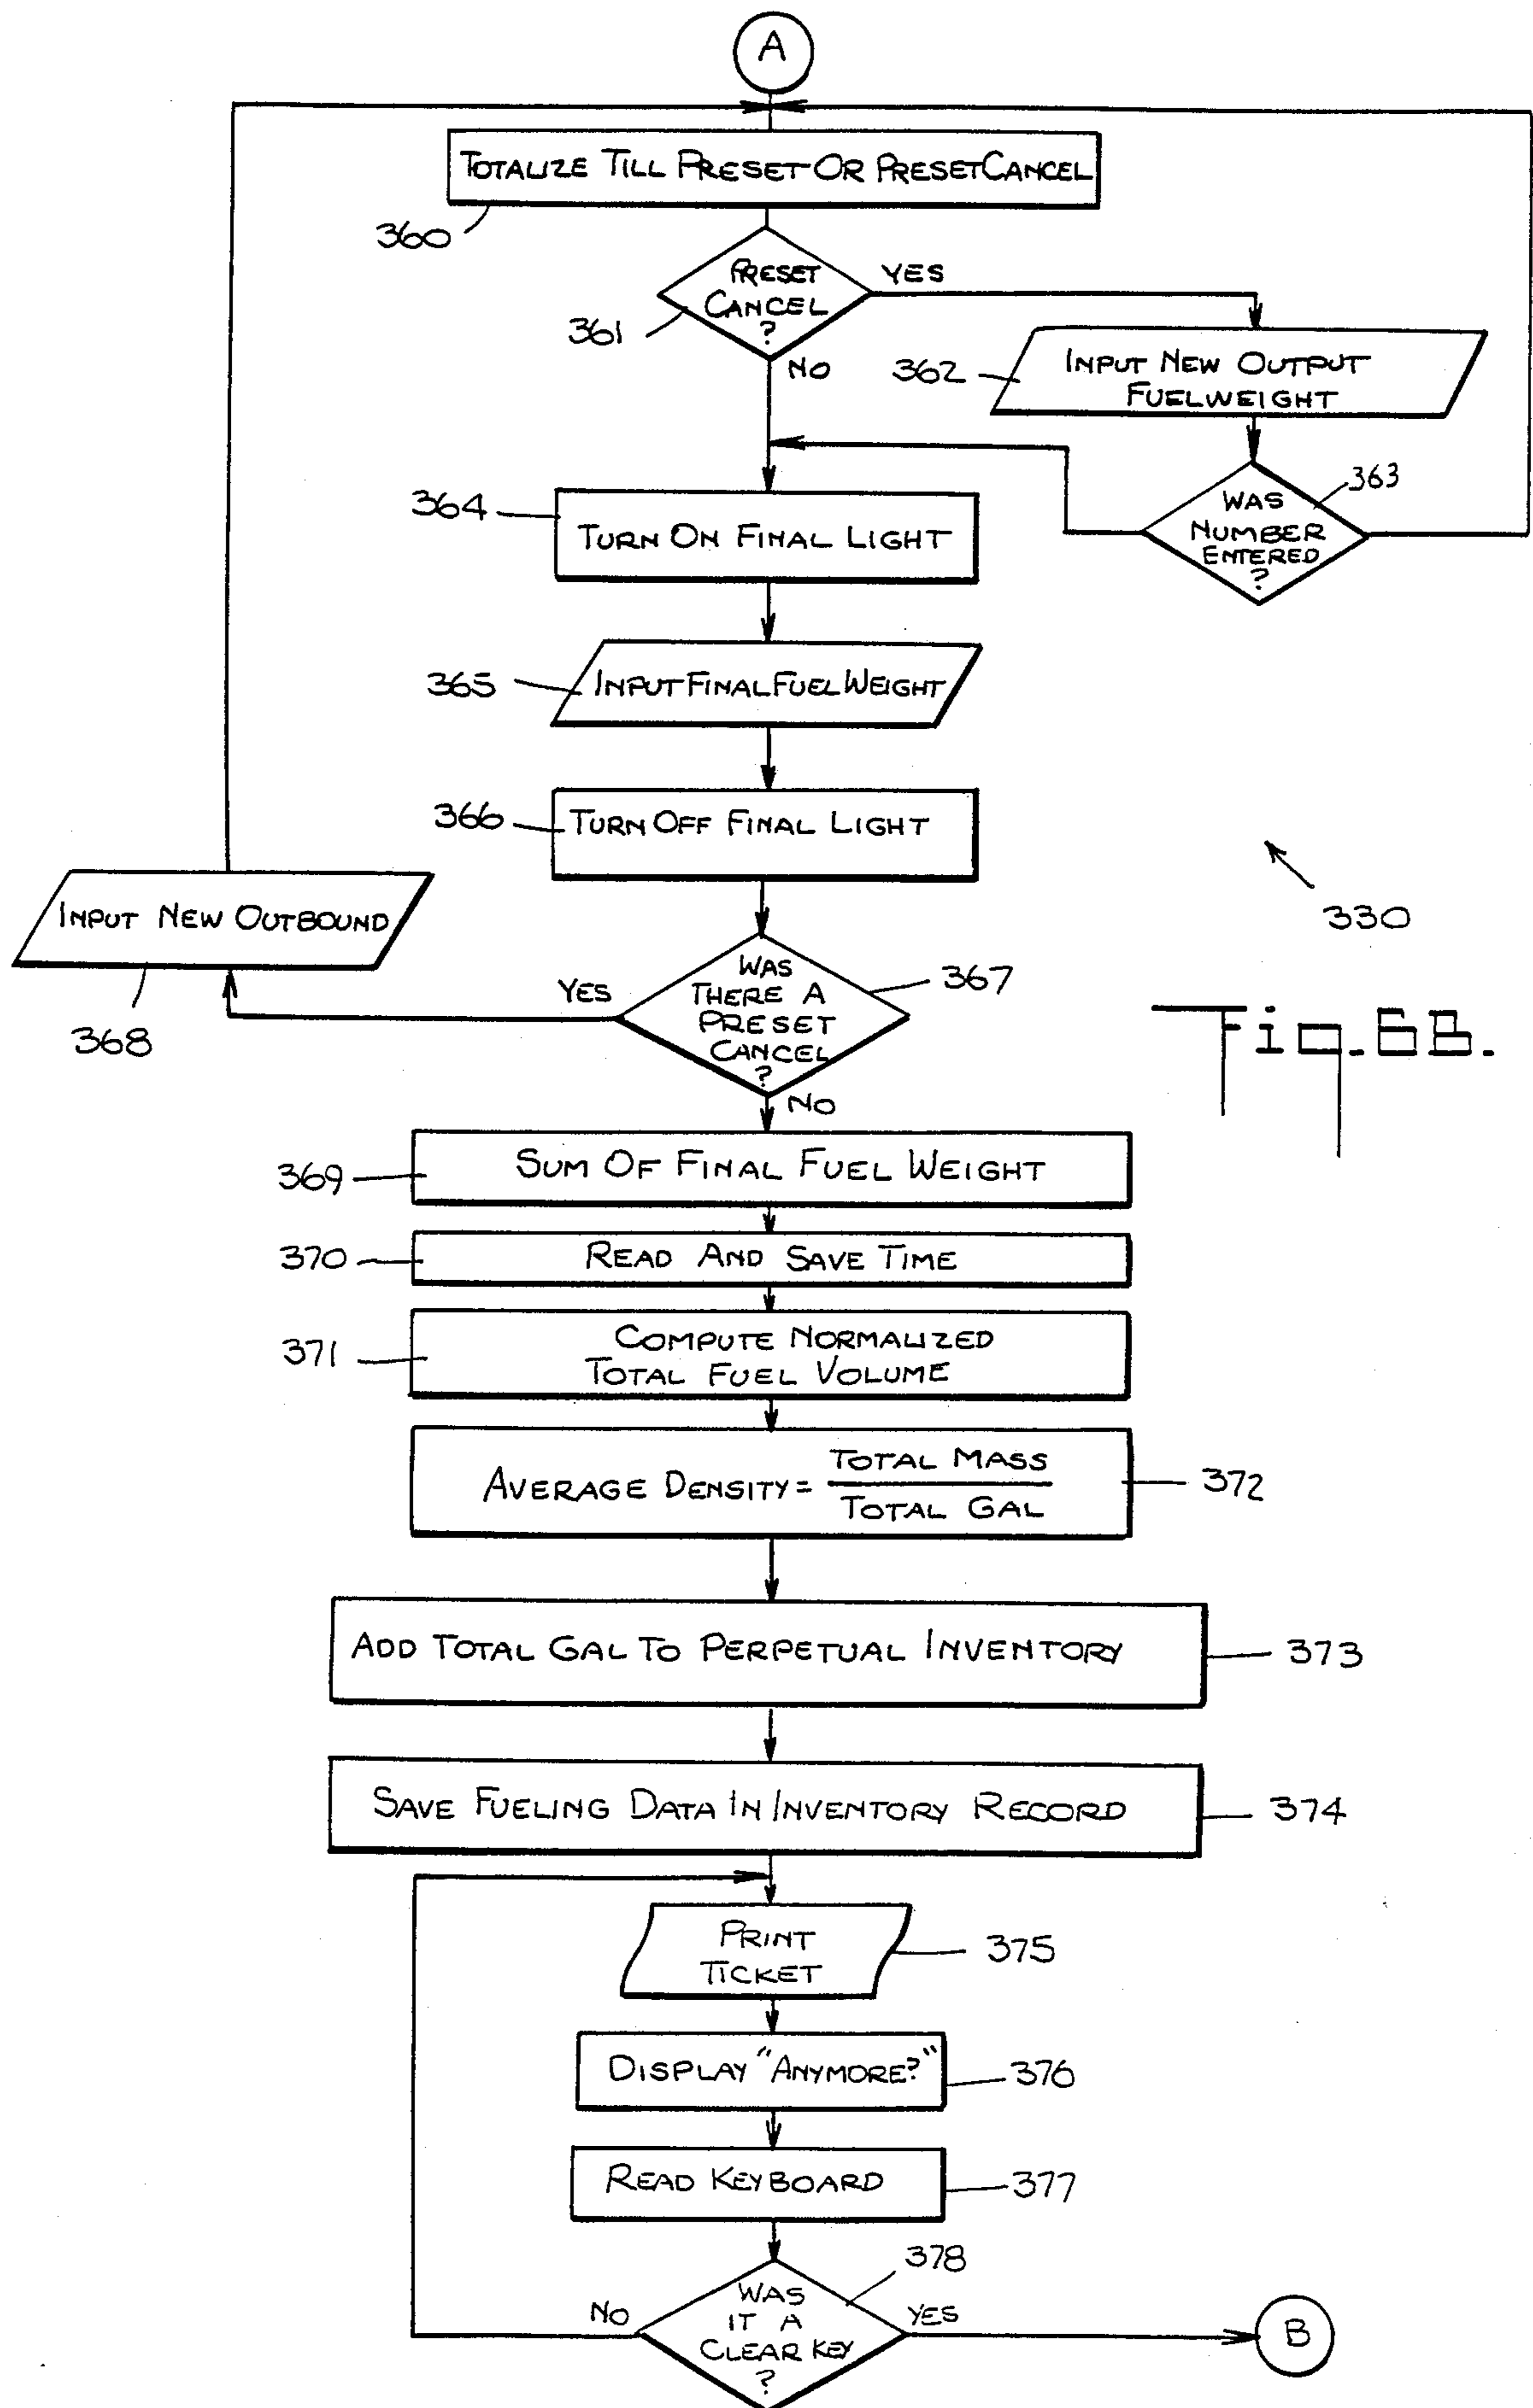 A
TOTALIZE TILL PRESET OR PRESET CANCEL
360
PRESET
CANCEL
?
361
YES
NO
INPUT NEW OUTPUT
FUELWEIGHT
362
WAS
NUMBER
ENTERED
?
363
364
TURN ON FINAL LIGHT
365
INPUT FINAL FUEL WEIGHT
366
TURN OFF FINAL LIGHT
330
INPUT NEW OUTBOUND
368
YES
WAS
THERE A
PRESET
CANCEL
?
367
NO
Fig. 6B.
369
SUM OF FINAL FUEL WEIGHT
370
READ AND SAVE TIME
371
COMPUTE NORMALIZED
TOTAL FUEL VOLUME
AVERAGE DENSITY = TOTAL MASS
TOTAL GAL
372
ADD TOTAL GAL TO PERPETUAL INVENTORY
373
SAVE FUELING DATA IN INVENTORY RECORD
374
PRINT
TICKET
375
DISPLAY "ANYMORE?"
376
READ KEYBOARD
377
378
NO
WAS
IT A
CLEAR KEY
?
YES
B